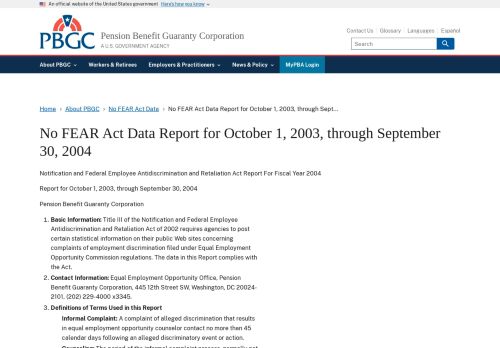 An official website of the United States government Here's how you know
PBGC
Pension Benefit Guaranty Corporation
A U.S. GOVERNMENT AGENCY
Contact Us Glossary Languages Español
Search
About PBGC Workers & Retirees Employers & Practitioners News & Policy MyPBA Login
Home › About PBGC › No FEAR Act Data › No FEAR Act Data Report for October 1, 2003, through Sept...
No FEAR Act Data Report for October 1, 2003, through September
30, 2004
Notification and Federal Employee Antidiscrimination and Retaliation Act Report For Fiscal Year 2004
Report for October 1, 2003, through September 30, 2004
Pension Benefit Guaranty Corporation
1. Basic Information: Title III of the Notification and Federal Employee
Antidiscrimination and Retaliation Act of 2002 requires agencies to post
certain statistical information on their public Web sites concerning
complaints of employment discrimination filed under Equal Employment
Opportunity Commission regulations. The data in this Report complies with
the Act.
2. Contact Information: Equal Employment Opportunity Office, Pension
Benefit Guaranty Corporation, 445 12th Street SW, Washington, DC 20024-
2101. (202) 229-4000 x3345.
3. Definitions of Terms Used in this Report
Informal Complaint: A complaint of alleged discrimination that results
in equal employment opportunity counselor contact no more than 45
calendar days following an alleged discriminatory event or action.